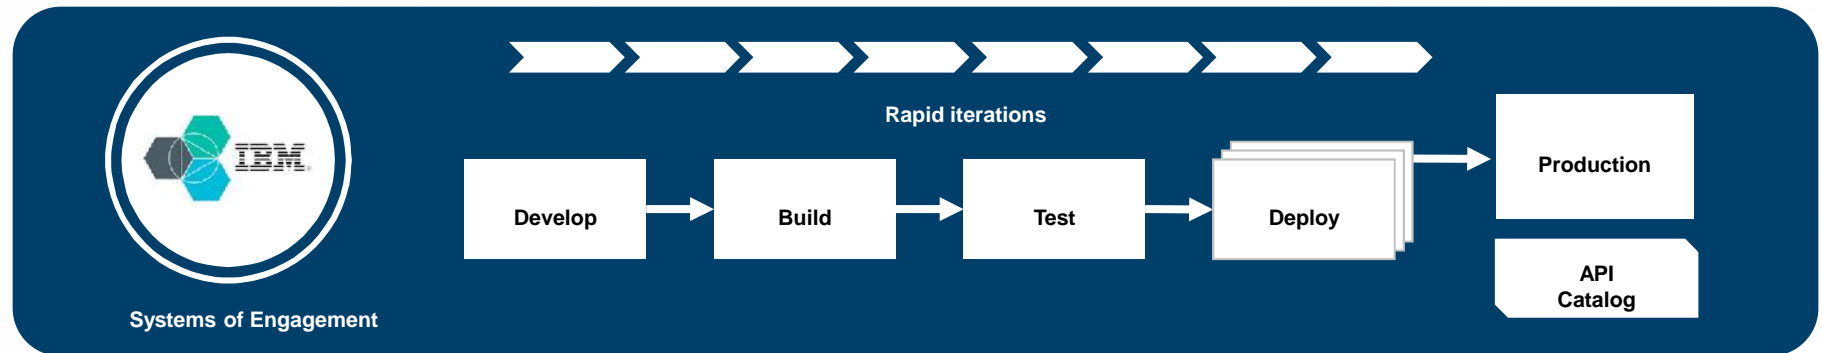 Rapid iterations
IBM
Production
Develop
Build
Test
Deploy
API
Catalog
Systems of Engagement